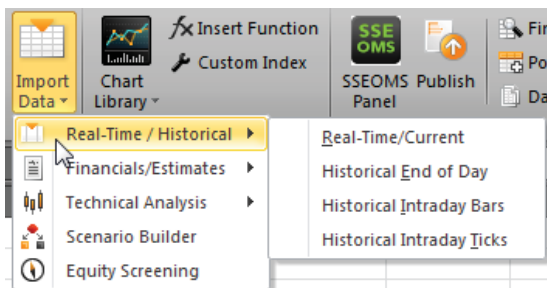 Import
Data
Chart
Library
fx Insert Function
Custom Index
SSE
OMS
SSEOMS
Panel
Publish
Real-Time / Historical
Financials/Estimates
Technical Analysis
Scenario Builder
Equity Screening
Real-Time/Current
Historical End of Day
Historical Intraday Bars
Historical Intraday Ticks